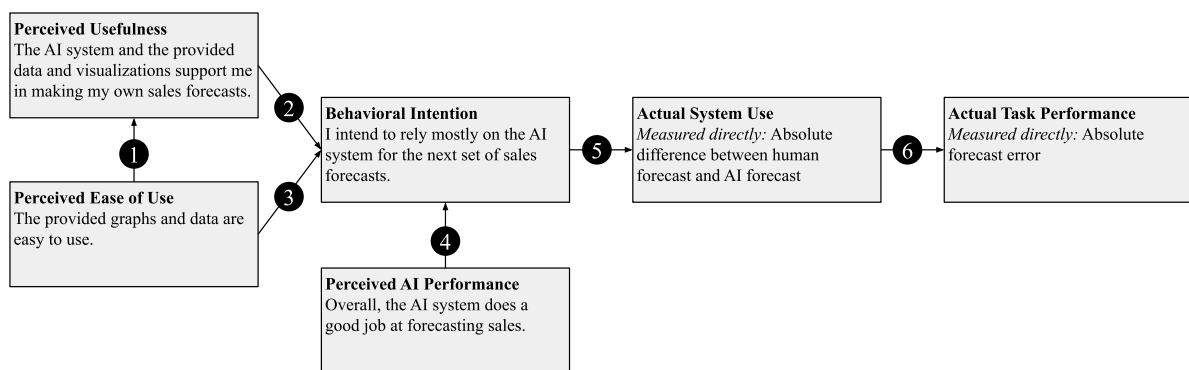 Perceived Usefulness
The AI system and the provided
data and visualizations support me
in making my own sales forecasts.
1
Perceived Ease of Use
The provided graphs and data are
easy to use.
2
3
Behavioral Intention
I intend to rely mostly on the AI
system for the next set of sales
forecasts.
4
Perceived AI Performance
Overall, the AI system does a
good job at forecasting sales.
5
Actual System Use
Measured directly: Absolute
difference between human
forecast and AI forecast
6
Actual Task Performance
Measured directly: Absolute
forecast error